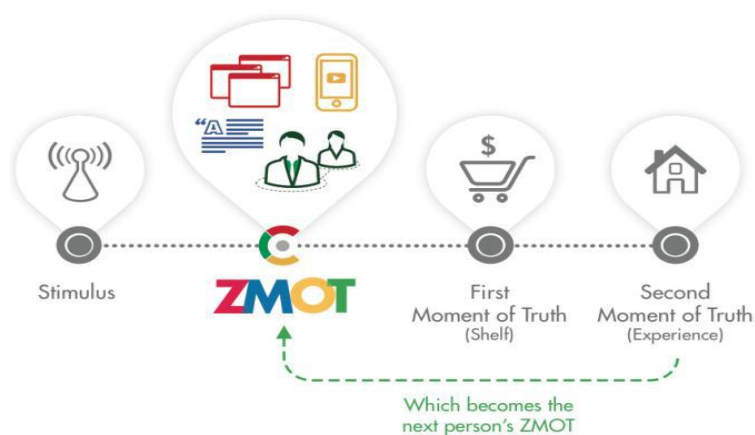 $
"A
Stimulus
ZMOT
First
Moment of Truth
(Shelf)
Second
Moment of Truth
(Experience)
Which becomes the
next person's ZMOT